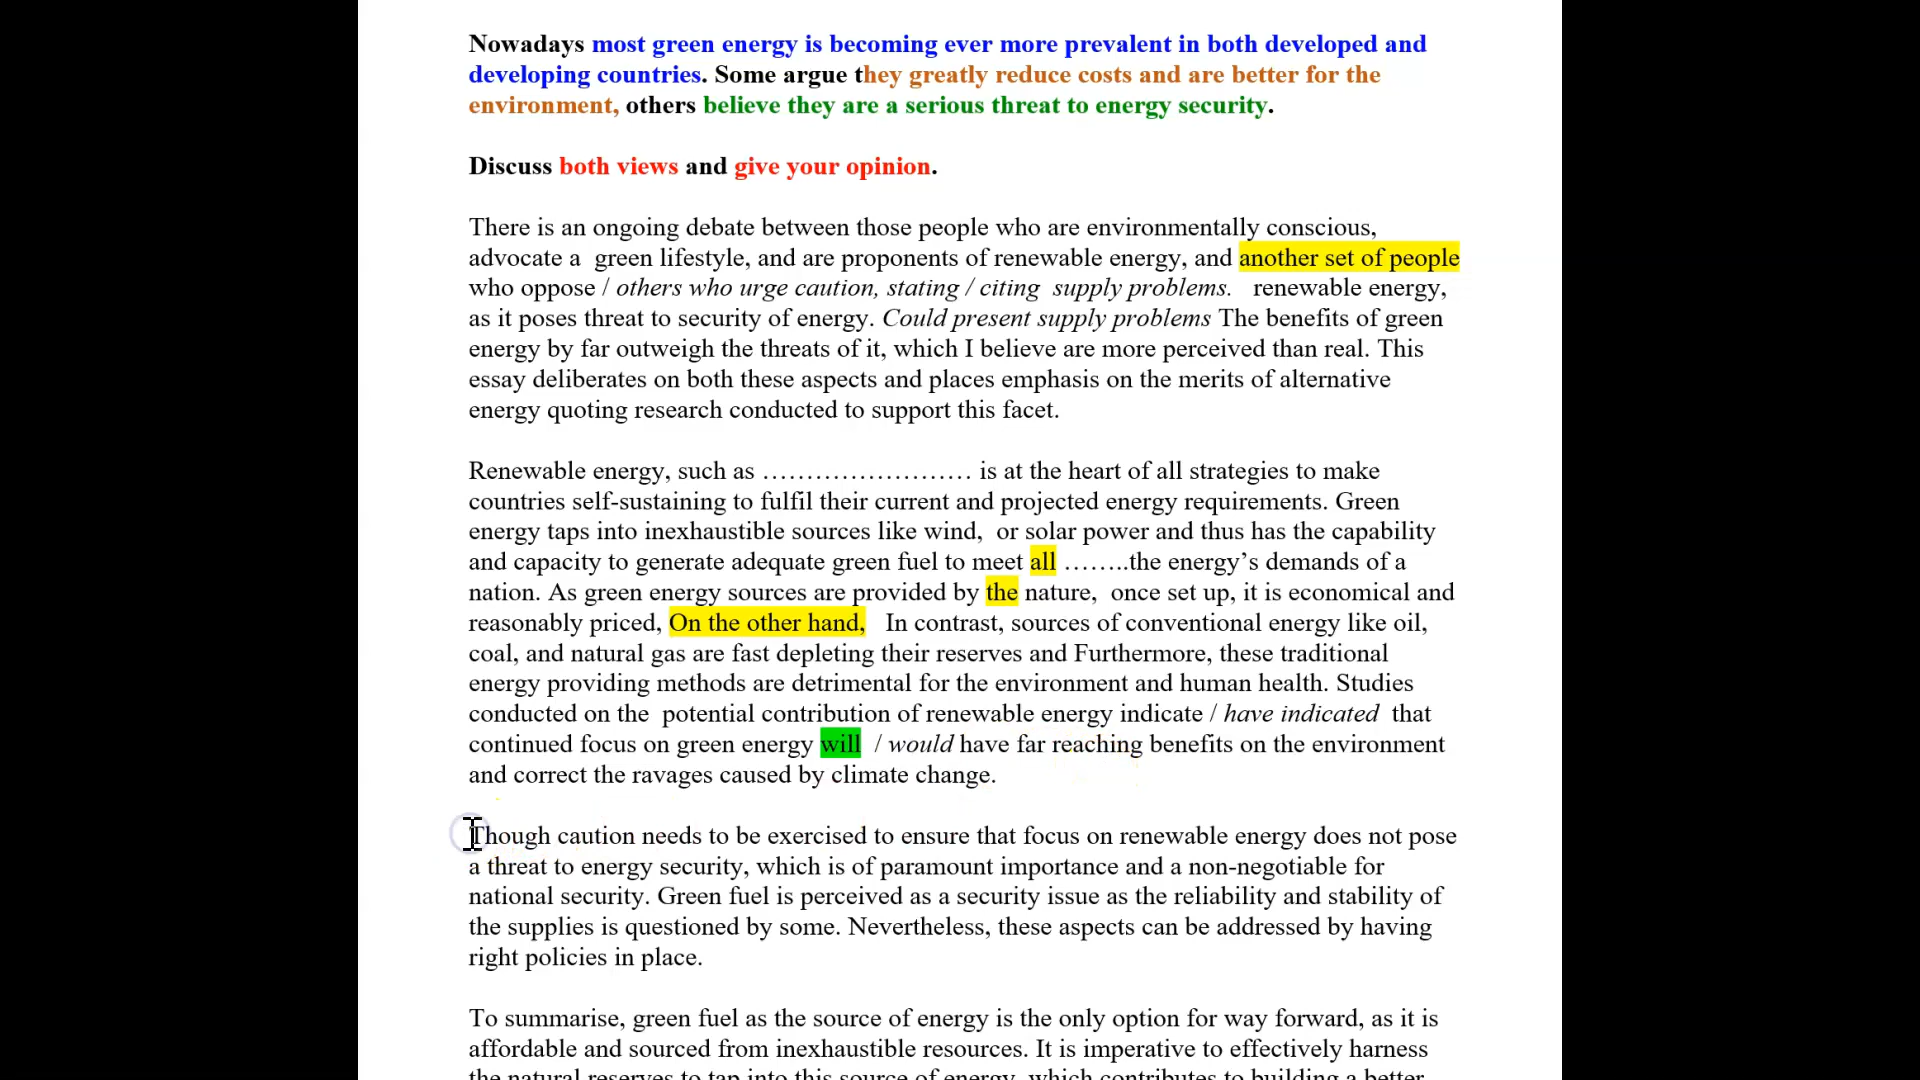 Nowadays most green energy is becoming ever more prevalent in both developed and
developing countries. Some argue they greatly reduce costs and are better for the
environment, others believe they are a serious threat to energy security.
Discuss both views and give your opinion.
There is an ongoing debate between those people who are environmentally conscious,
advocate a  green lifestyle, and are proponents of renewable energy, and another set of people
who oppose / others who urge caution, stating / citing  supply problems.   renewable energy,
as it poses threat to security of energy. Could present supply problems The benefits of green
energy by far outweigh the threats of it, which I believe are more perceived than real. This
essay deliberates on both these aspects and places emphasis on the merits of alternative
energy quoting research conducted to support this facet.
Renewable energy, such as …………………… is at the heart of all strategies to make
countries self-sustaining to fulfil their current and projected energy requirements. Green
energy taps into inexhaustible sources like wind,  or solar power and thus has the capability
and capacity to generate adequate green fuel to meet all ……..the energy’s demands of a
nation. As green energy sources are provided by the nature,  once set up, it is economical and
reasonably priced, On the other hand,   In contrast, sources of conventional energy like oil,
coal, and natural gas are fast depleting their reserves and Furthermore, these traditional
energy providing methods are detrimental for the environment and human health. Studies
conducted on the  potential contribution of renewable energy indicate / have indicated  that
continued focus on green energy will  / would have far reaching benefits on the environment
and correct the ravages caused by climate change.
Though caution needs to be exercised to ensure that focus on renewable energy does not pose
a threat to energy security, which is of paramount importance and a non-negotiable for
national security. Green fuel is perceived as a security issue as the reliability and stability of
the supplies is questioned by some. Nevertheless, these aspects can be addressed by having
right policies in place.
To summarise, green fuel as the source of energy is the only option for way forward, as it is
affordable and sourced from inexhaustible resources. It is imperative to effectively harness
the natural reserves to tap into this source of energy, which contributes to building a better